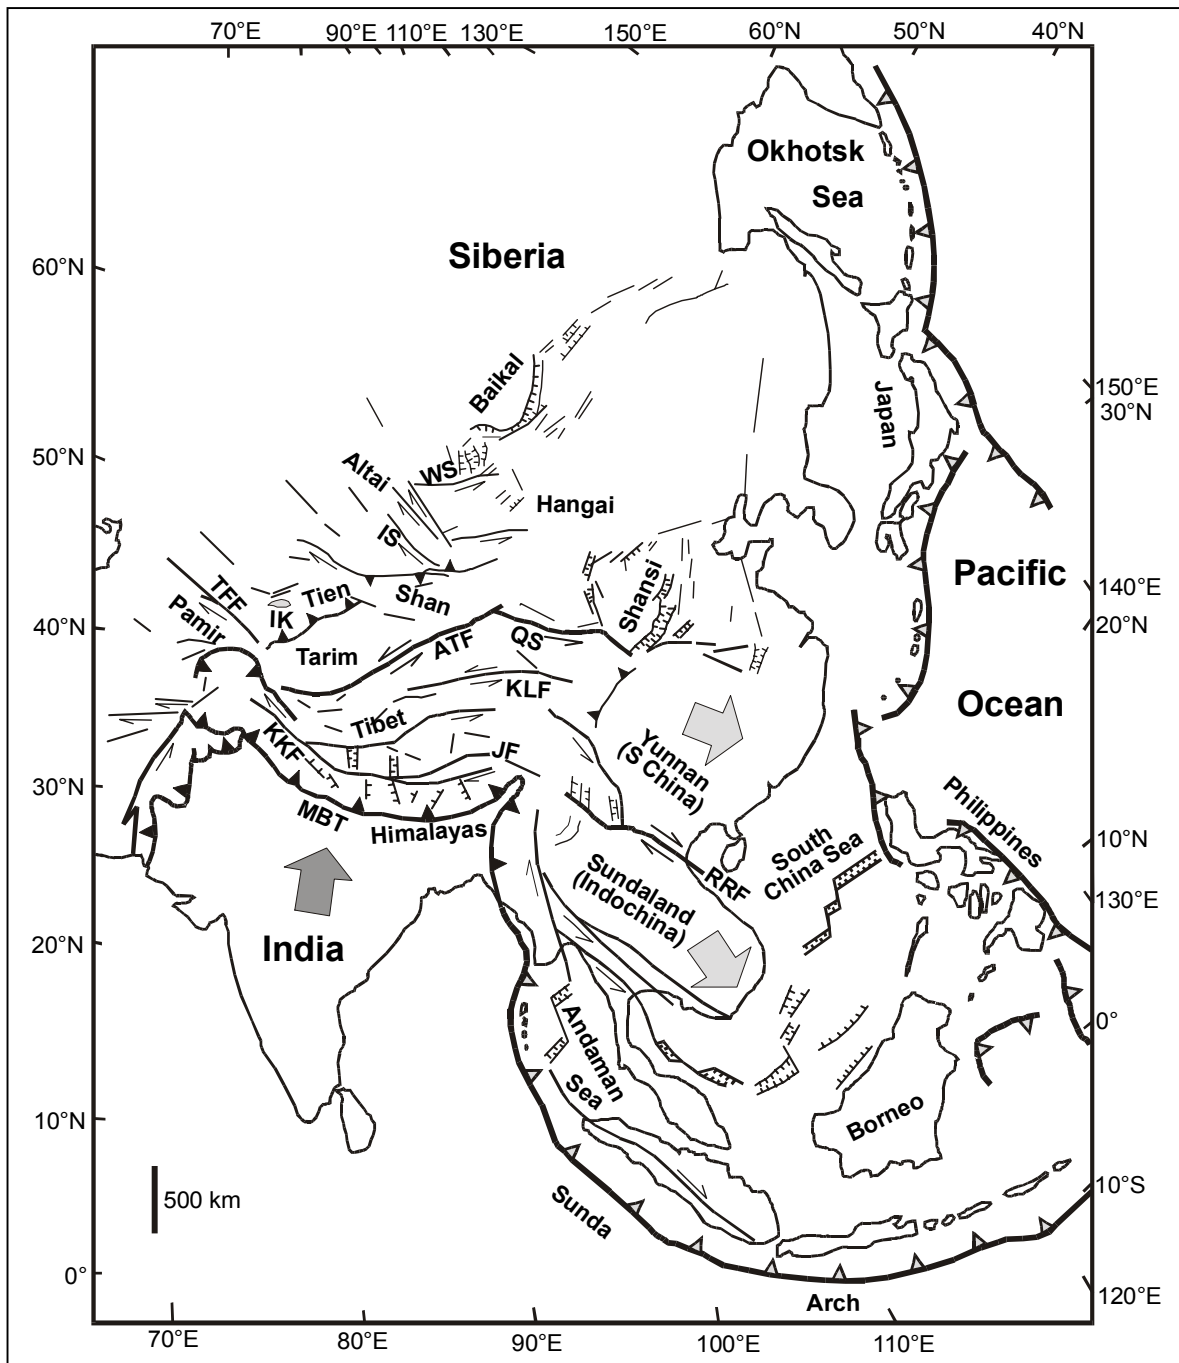 70°E 90°E 110°E 130°E 150°E 60°N 50°N 40°N
Okhotsk
Sea
Siberia
60°N
Baikal
150°E
30°N
Japan
50°N
Altai
WS
Hangai
IS
Pacific
140°E
TFF
Tien
Shan
Shansi
IK
20°N
40°N
Pamir
Tarim
ATF
QS
KLF
Ocean
Tibet
KKF
JF
Yunnan
(S China)
30°N
MBT
Himalayas
Philippines
10°N
South
China Sea
RRF
Sundaland
(Indochina)
130°E
20°N
India
Andaman
Sea
0°
10°N
Borneo
500 km
Sunda
10°S
0°
Arch
120°E
70°E 80°E 90°E 100°E 110°E